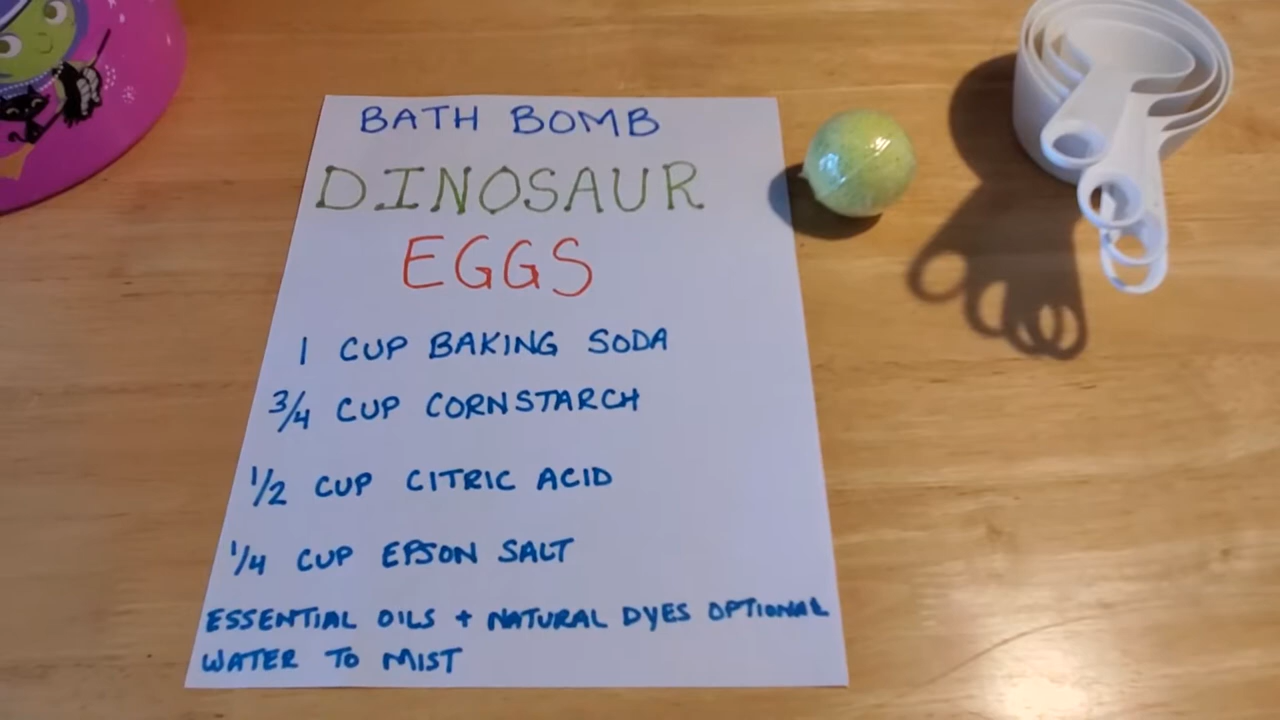 BATH BOMB
DINOSAUR
EGGS
1 CUP BAKING SODA
3/4 CUP CORNSTARCH
1/2 CUP CITRIC ACID
1/4 CUP EPSON SALT
ESSENTIAL OILS + NATURAL DYES OPTIONAL
WATER TO MIST